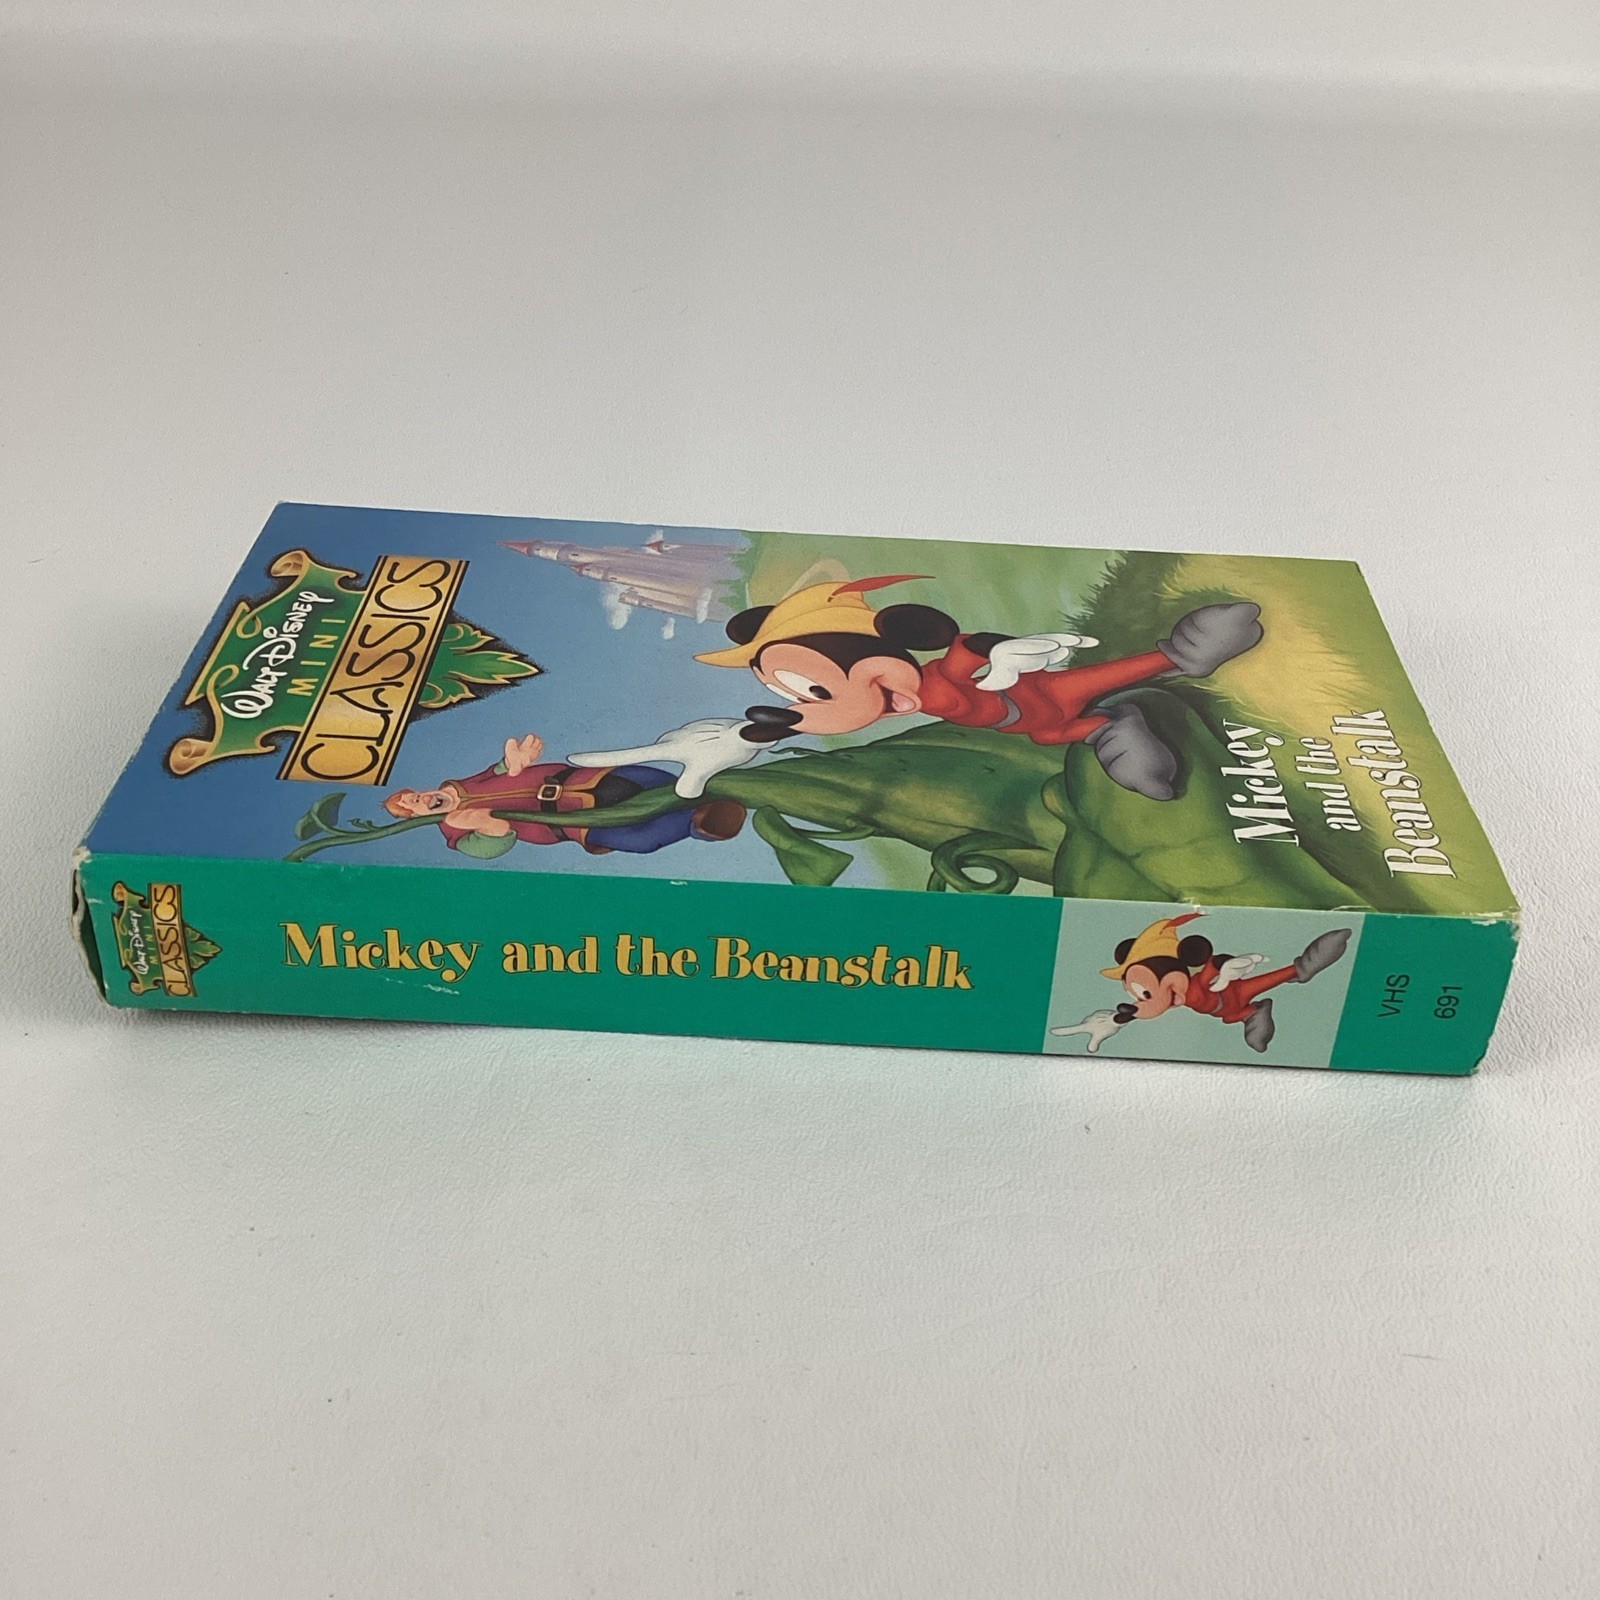 WALT DISNEY
MINI
CLASSICS
Mickey
and the
Beanstalk
WALT DISNEY
MINI
CLASSICS
Mickey and the Beanstalk
VHS
691